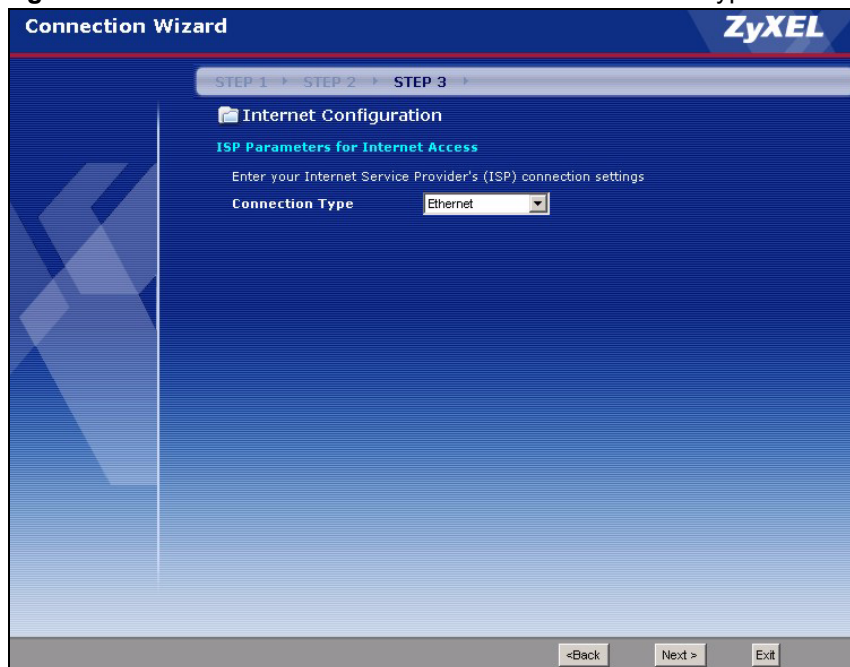 Connection Wizard
ZyXEL
STEP 1 STEP 2 STEP 3
Internet Configuration
ISP Parameters for Internet Access
Enter your Internet Service Provider's (ISP) connection settings
Connection Type Ethernet
<Back Next > Exit